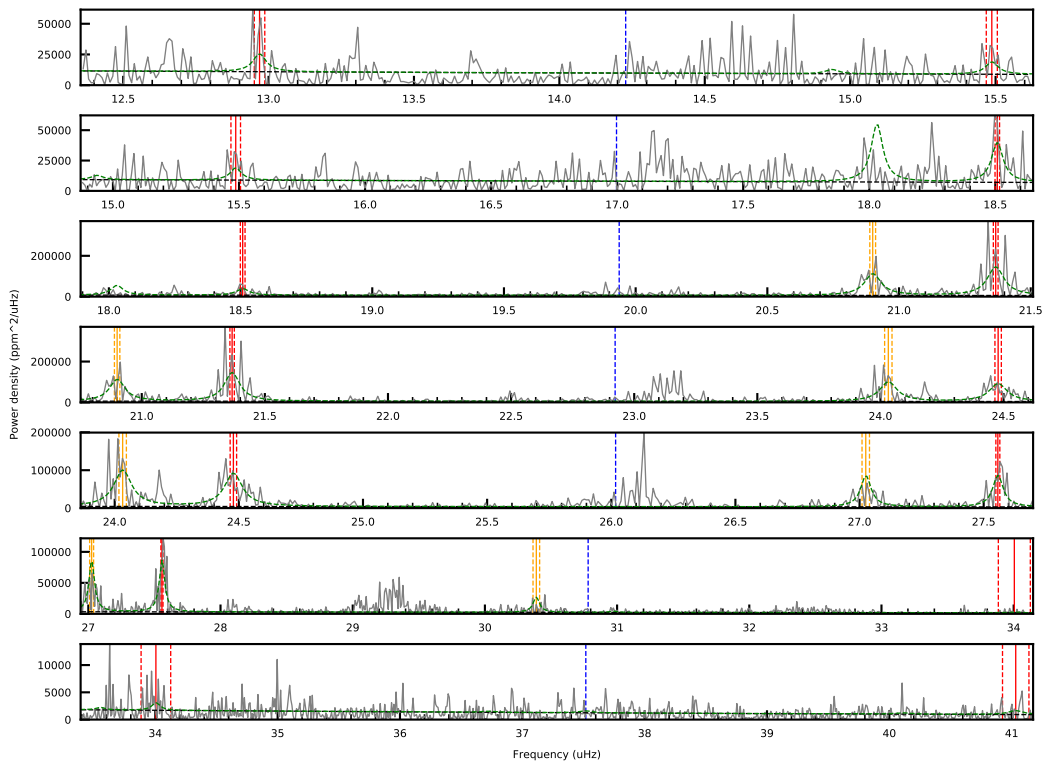 50000
25000
0
12.5 13.0 13.5 14.0 14.5 15.0 15.5
50000
25000
0
15.0 15.5 16.0 16.5 17.0 17.5 18.0 18.5
200000
0
18.0 18.5 19.0 19.5 20.0 20.5 21.0 21.5
Power density (ppm^2/uHz)
200000
0
21.0 21.5 22.0 22.5 23.0 23.5 24.0 24.5
200000
100000
0
24.0 24.5 25.0 25.5 26.0 26.5 27.0 27.5
100000
50000
0
27 28 29 30 31 32 33 34
10000
5000
0
34 35 36 37 38 39 40 41
Frequency (uHz)